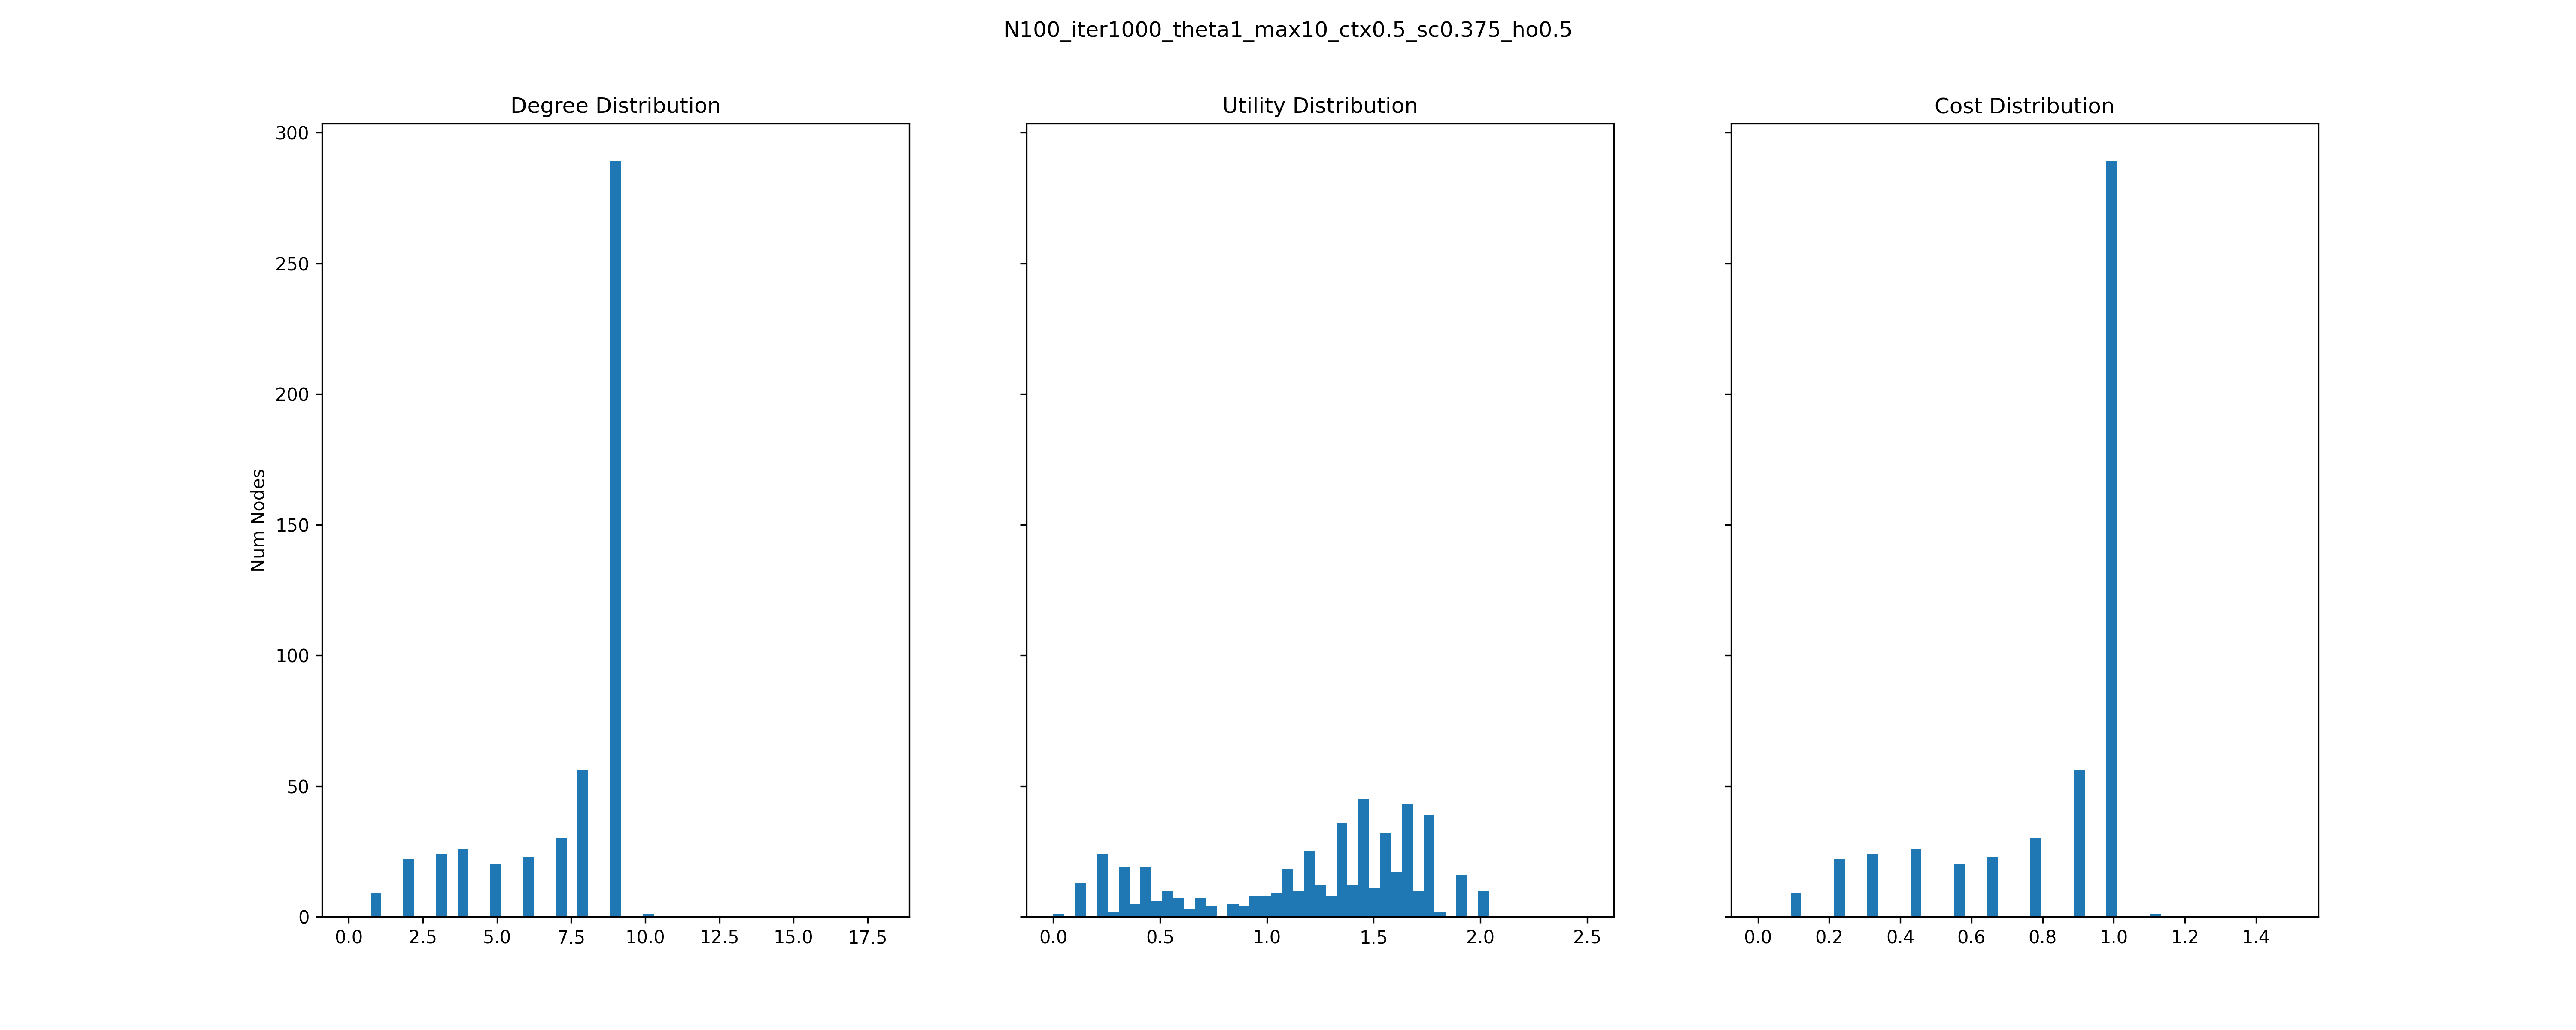 N100_iter1000_theta1_max10_ctx0.5_sc0.375_ho0.5
Degree Distribution
Utility Distribution
Cost Distribution
Num Nodes
300
250
200
150
100
50
0
0.0 2.5 5.0 7.5 10.0 12.5 15.0 17.5
0.0 0.5 1.0 1.5 2.0 2.5
0.0 0.2 0.4 0.6 0.8 1.0 1.2 1.4